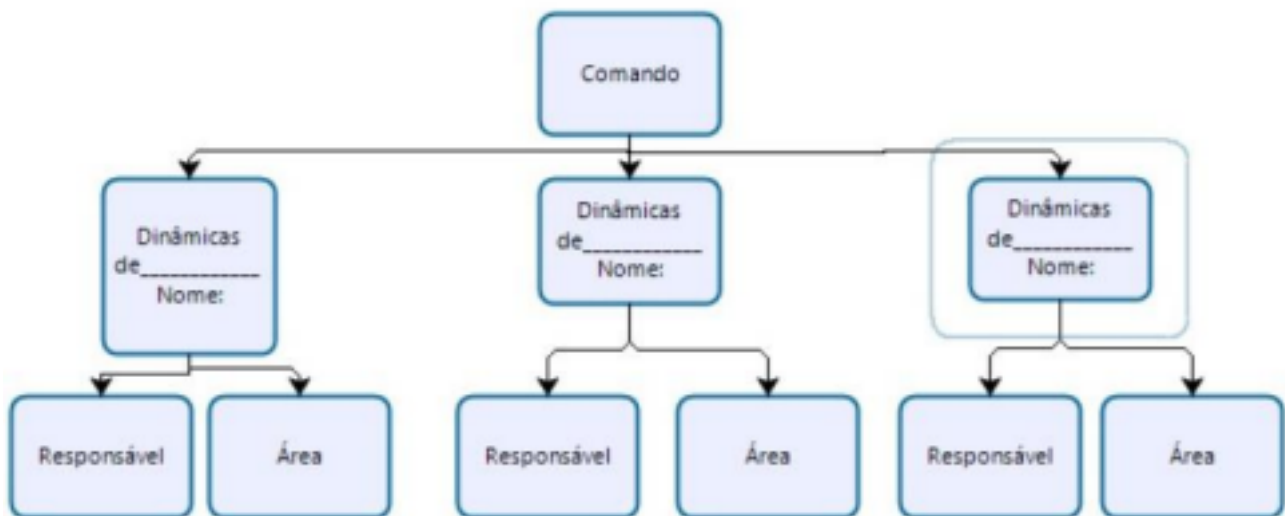 Comando
Dinâmicas
de____________
Nome:
Dinâmicas
de____________
Nome:
Dinâmicas
de____________
Nome:
Responsável
Área
Responsável
Área
Responsável
Área